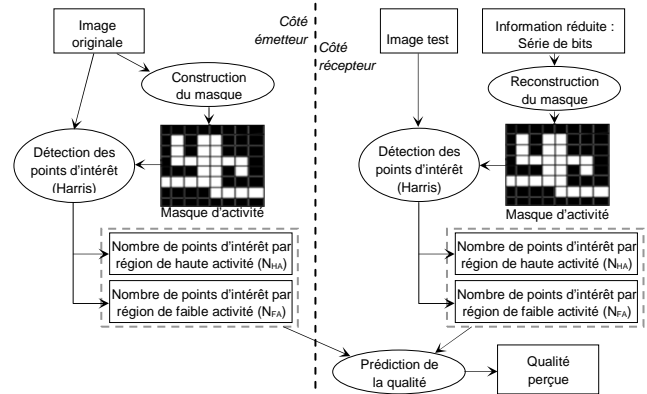 Image
originale
Côté
émetteur
Construction
du masque
Détection des
points d'intérêt
(Harris)
Masque d'activité
Nombre de points d'intérêt par
région de haute activité (NHA)
Nombre de points d'intérêt par
région de faible activité (NFA)
Côté
récepteur
Image test
Information réduite :
Série de bits
Reconstruction
du masque
Détection des
points d'intérêt
(Harris)
Masque d'activité
Nombre de points d'intérêt par
région de haute activité (NHA)
Nombre de points d'intérêt par
région de faible activité (NFA)
Prédiction de
la qualité
Qualité
perçue